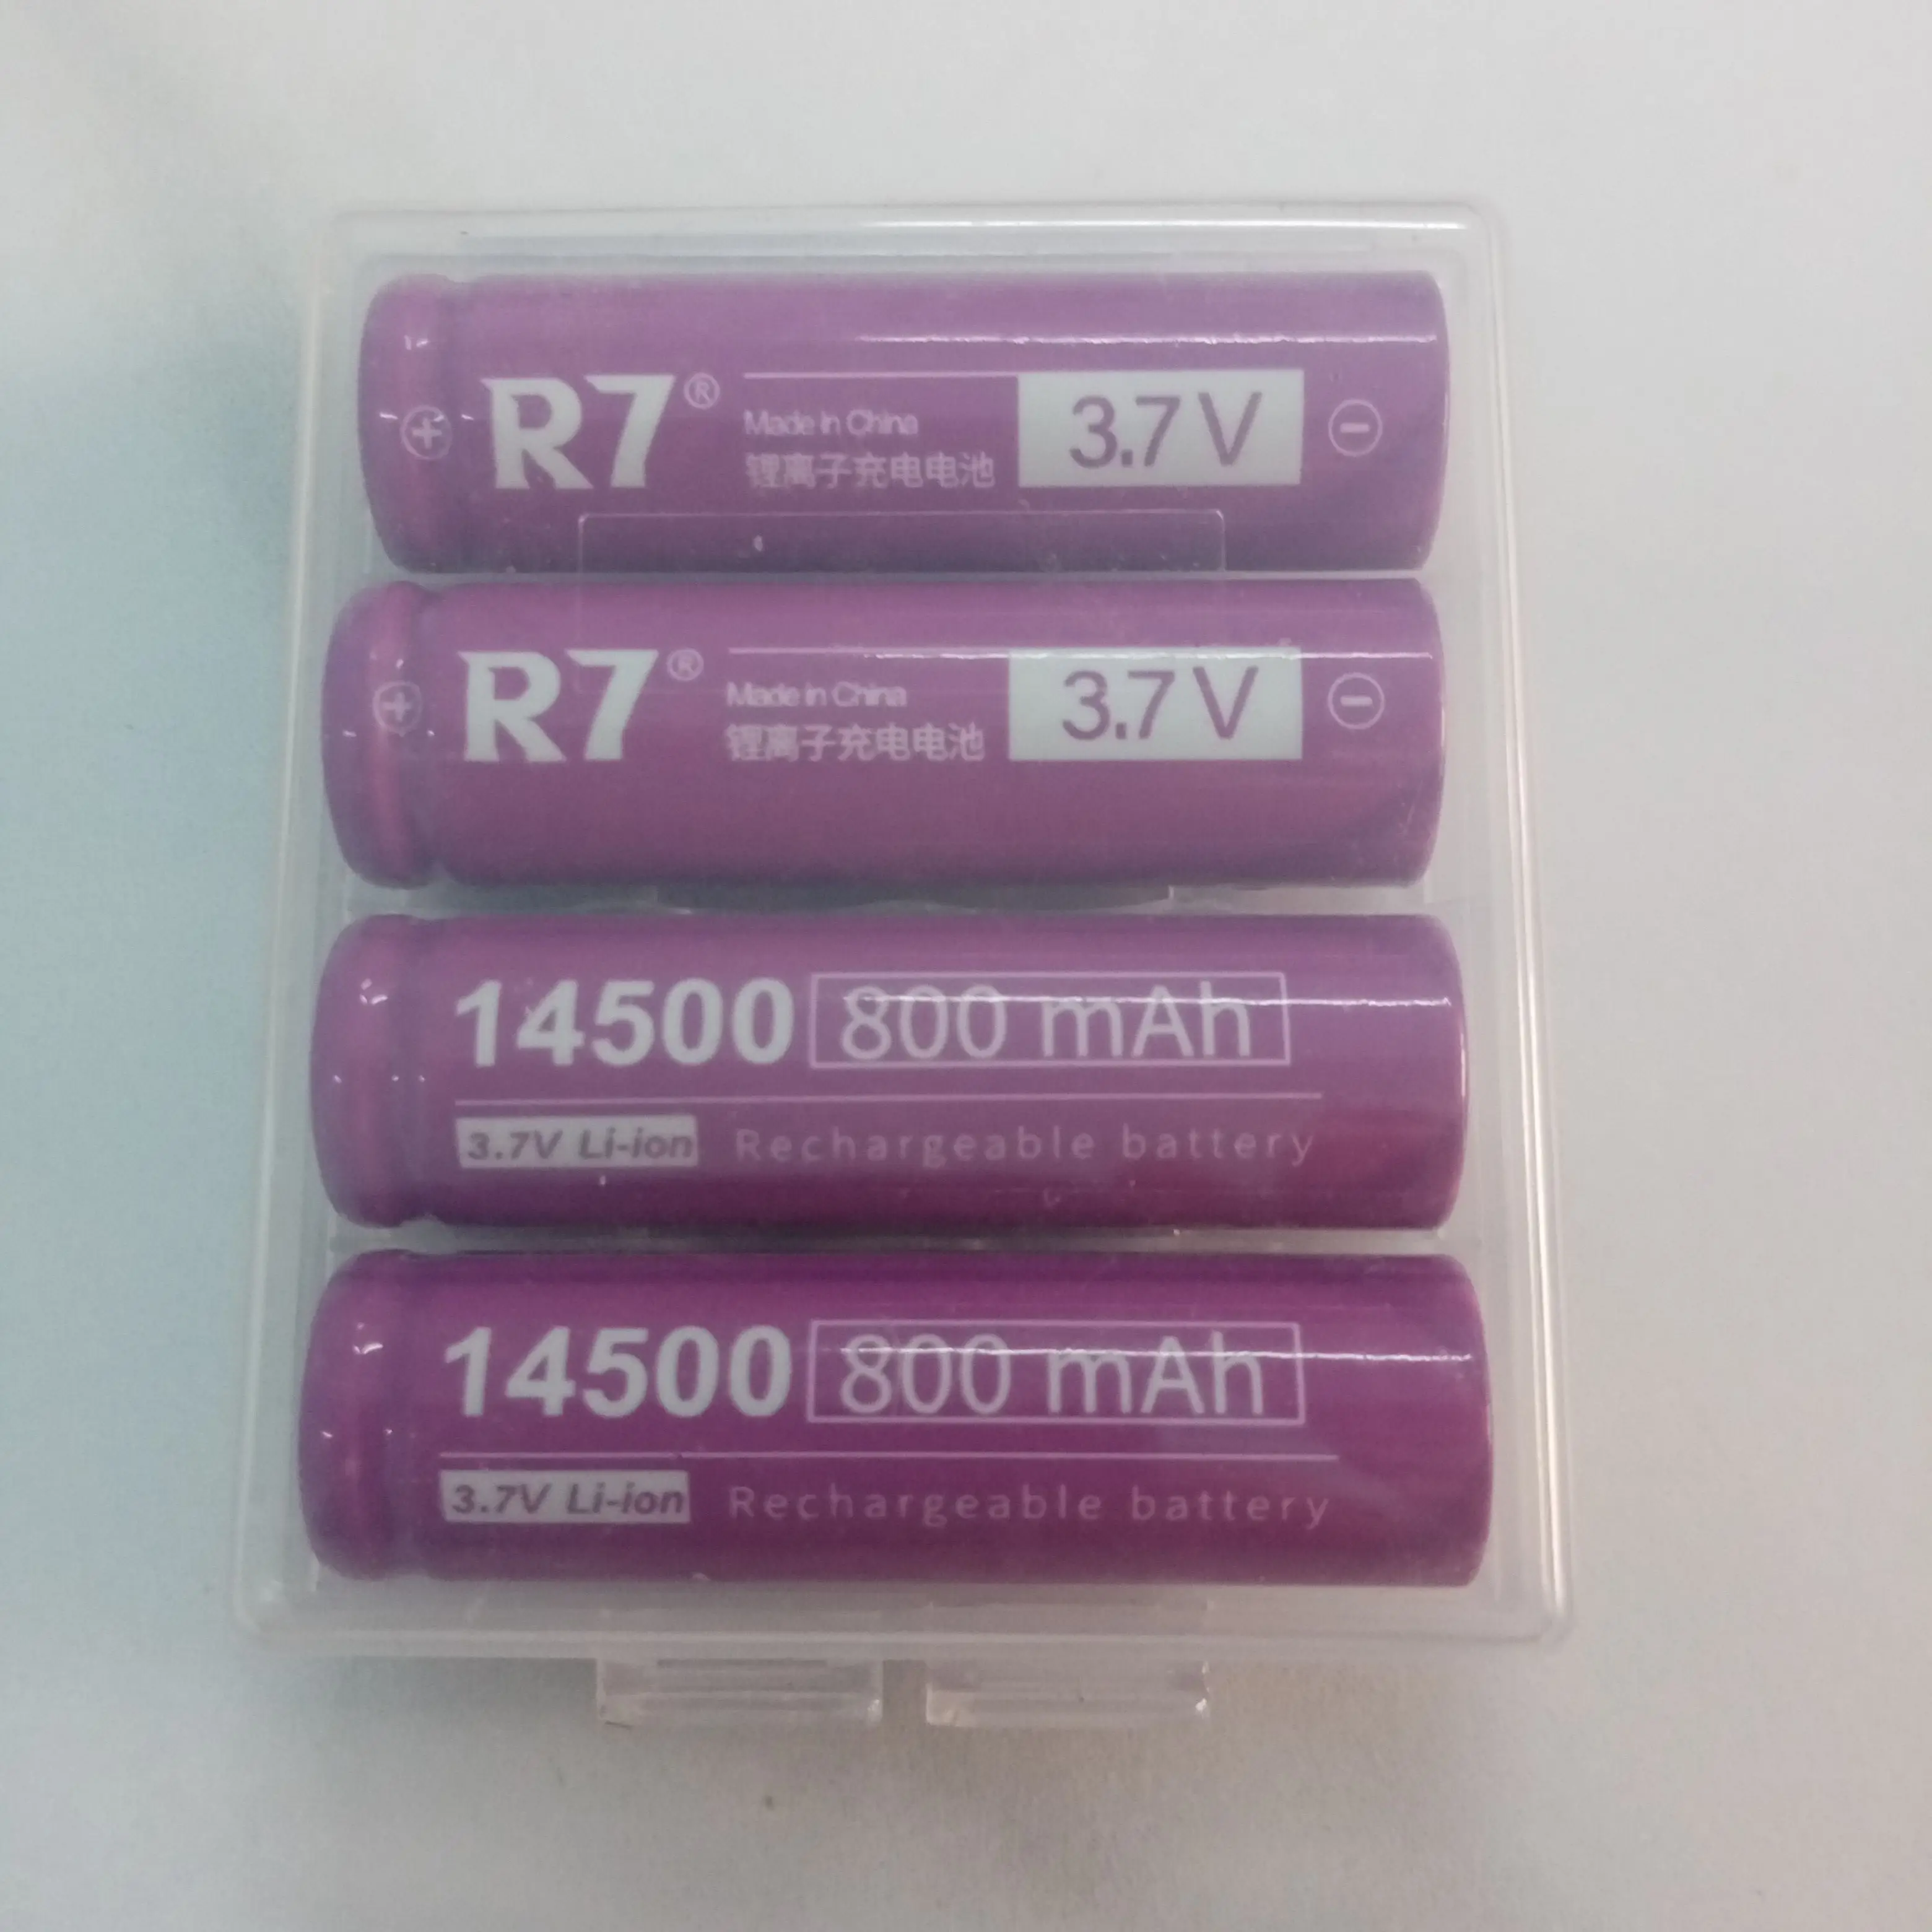 R7®
Made in China
锂离子充电电池
3.7V
R7®
Made in China
锂离子充电电池
3.7V
14500 800 mAh
3.7V Li-ion Rechargeable battery
14500 800 mAh
3.7V Li-ion Rechargeable battery